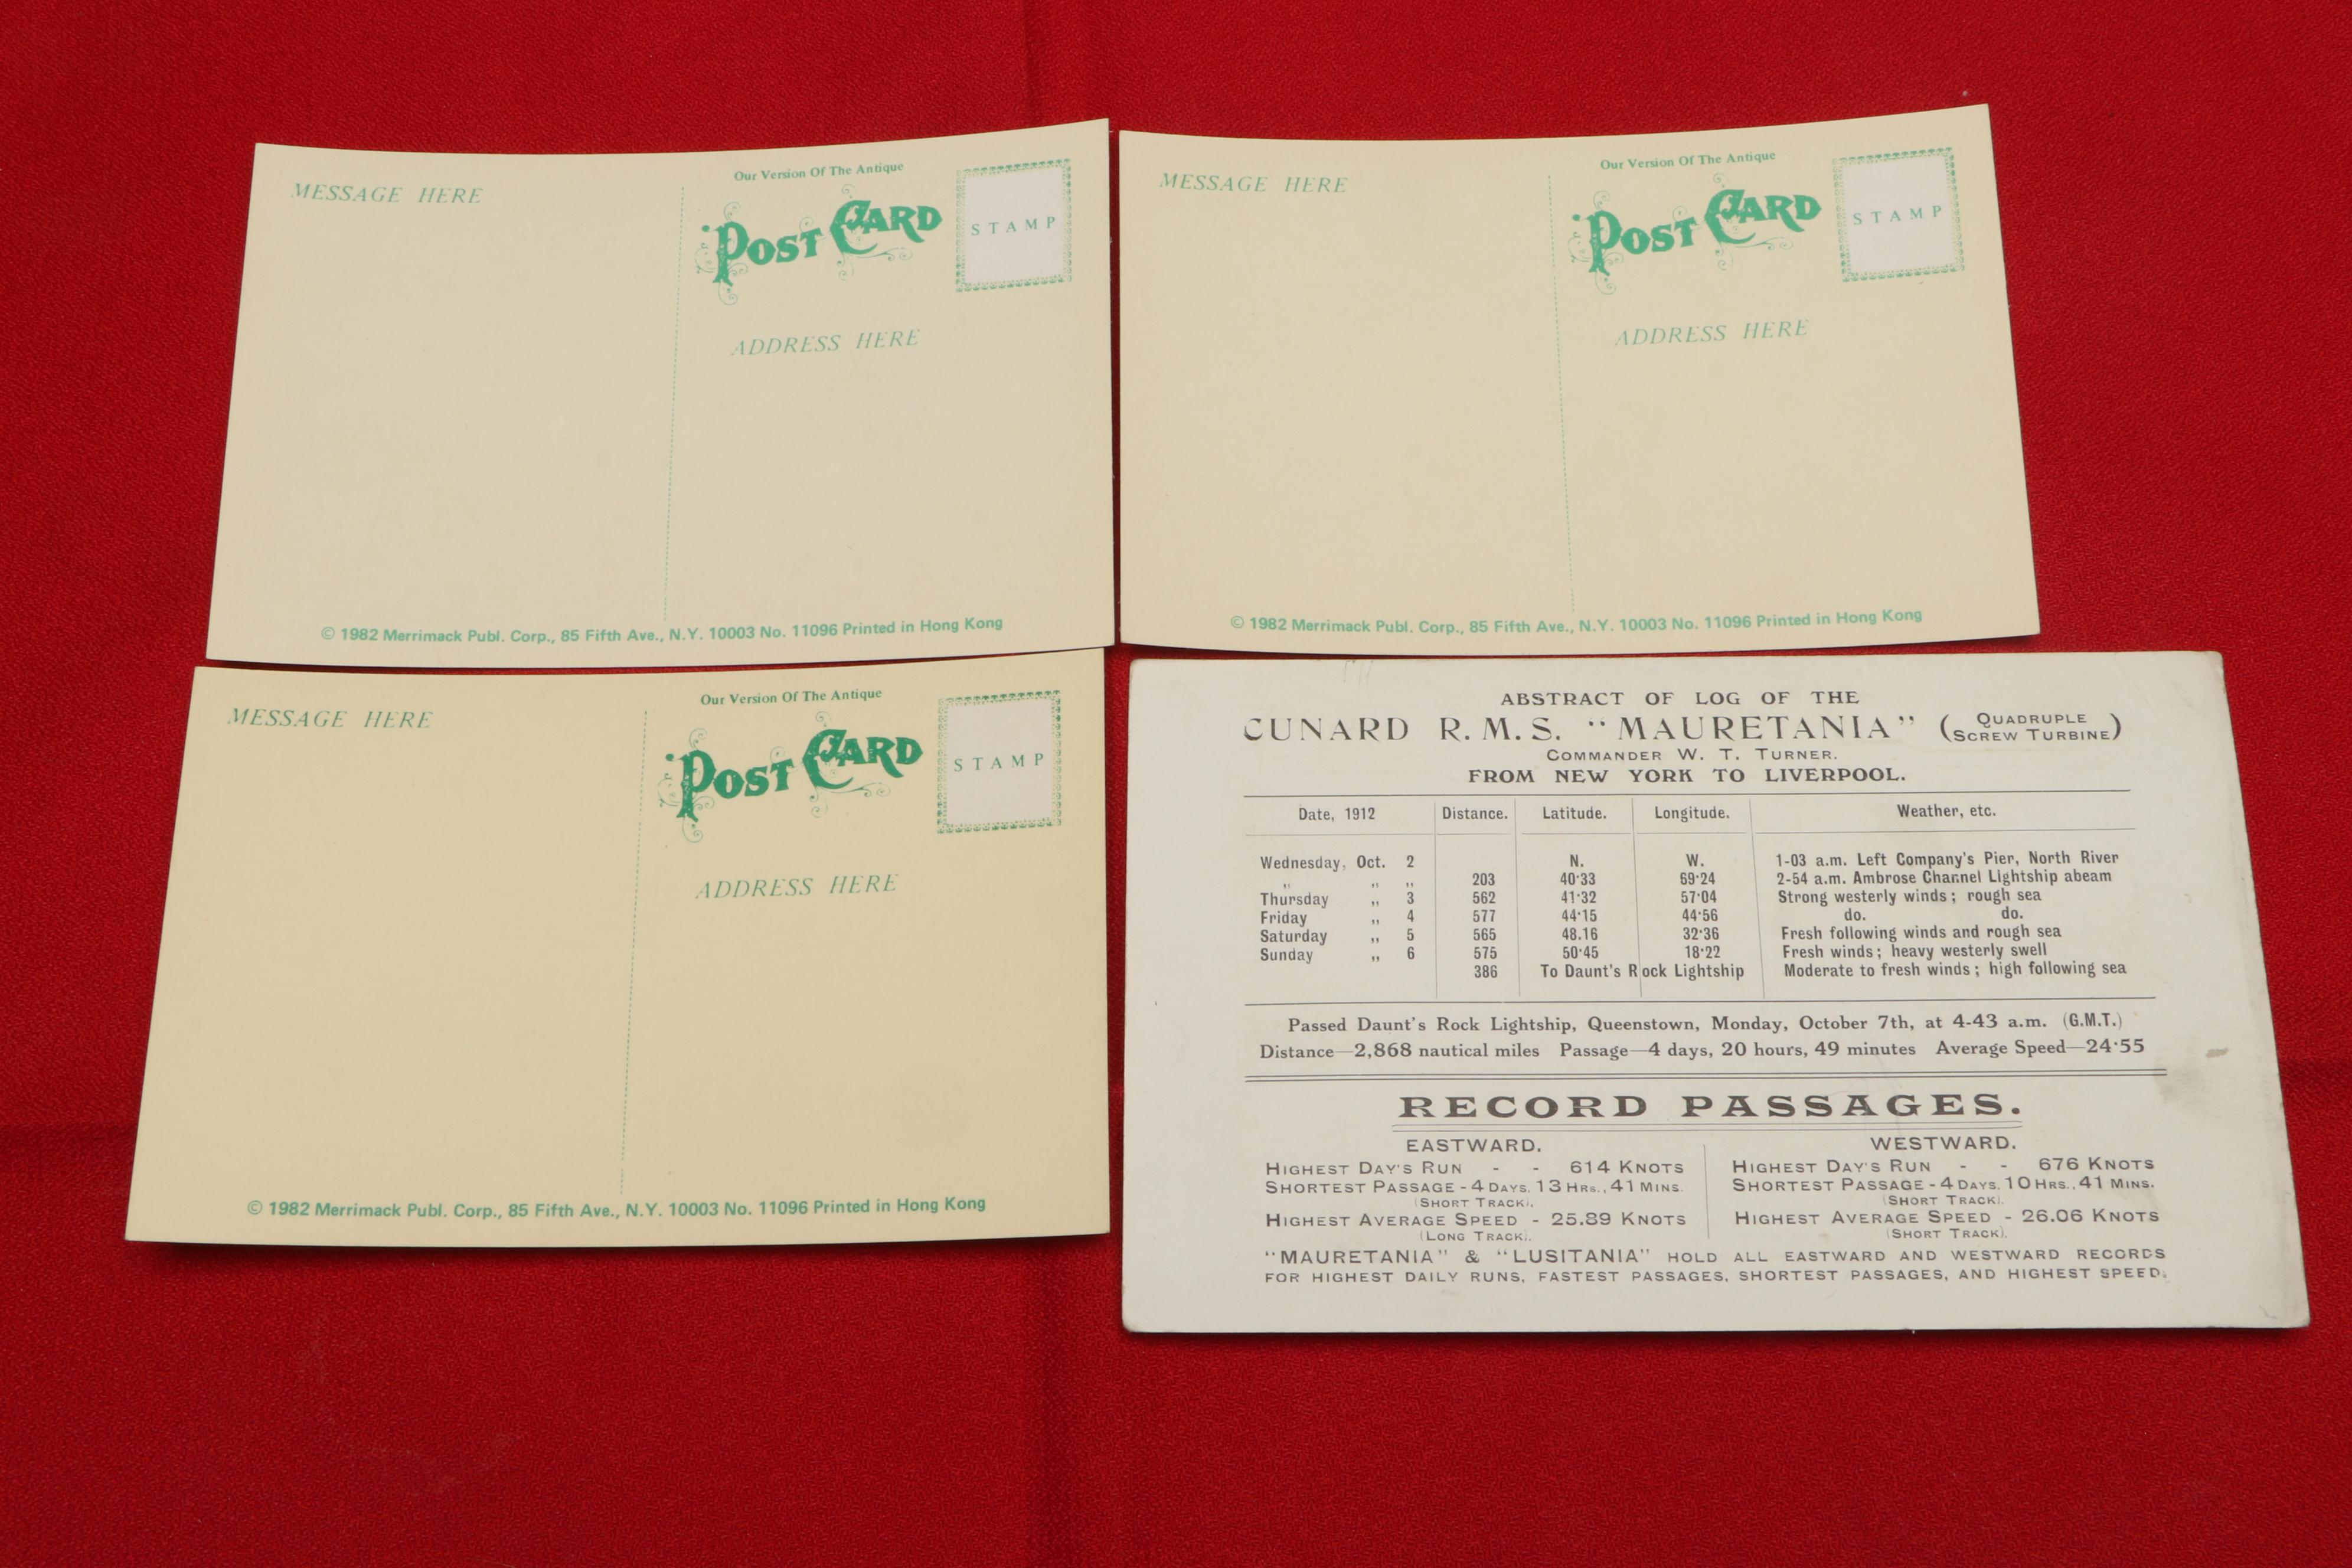 Our Version Of The Antique
MESSAGE HERE
POST CARD
STAMP
ADDRESS HERE
© 1982 Merrimack Publ. Corp., 85 Fifth Ave., N.Y. 10003 No. 11096 Printed in Hong Kong
Our Version Of The Antique
MESSAGE HERE
POST CARD
STAMP
ADDRESS HERE
© 1982 Merrimack Publ. Corp., 85 Fifth Ave., N.Y. 10003 No. 11096 Printed in Hong Kong
Our Version Of The Antique
MESSAGE HERE
POST CARD
STAMP
ADDRESS HERE
© 1982 Merrimack Publ. Corp., 85 Fifth Ave., N.Y. 10003 No. 11096 Printed in Hong Kong
ABSTRACT OF LOG OF THE
CUNARD R.M.S. "MAURETANIA" (QUADRUPLE SCREW TURBINE)
COMMANDER W. T. TURNER.
FROM NEW YORK TO LIVERPOOL.
Date, 1912 Distance. Latitude. Longitude. Weather, etc.
Wednesday, Oct. 2 N. W. 1-03 a.m. Left Company's Pier, North River
" " " 203 40·33 69·24 2-54 a.m. Ambrose Channel Lightship abeam
Thursday " 3 562 41·32 57·04 Strong westerly winds; rough sea
Friday " 4 577 44·15 44·56 do. do.
Saturday " 5 565 48.16 32·36 Fresh following winds and rough sea
Sunday " 6 575 50·45 18·22 Fresh winds; heavy westerly swell
386 To Daunt's Rock Lightship Moderate to fresh winds; high following sea
Passed Daunt's Rock Lightship, Queenstown, Monday, October 7th, at 4-43 a.m. (G.M.T.)
Distance—2,868 nautical miles Passage—4 days, 20 hours, 49 minutes Average Speed—24·55
RECORD PASSAGES.
EASTWARD.
HIGHEST DAY'S RUN - - 614 KNOTS
SHORTEST PASSAGE - 4 DAYS, 13 HRS., 41 MINS.
(SHORT TRACK).
HIGHEST AVERAGE SPEED - 25.89 KNOTS
(LONG TRACK).
WESTWARD.
HIGHEST DAY'S RUN - - 676 KNOTS
SHORTEST PASSAGE - 4 DAYS, 10 HRS., 41 MINS.
(SHORT TRACK).
HIGHEST AVERAGE SPEED - 26.06 KNOTS
(SHORT TRACK).
"MAURETANIA" & "LUSITANIA" HOLD ALL EASTWARD AND WESTWARD RECORDS
FOR HIGHEST DAILY RUNS, FASTEST PASSAGES, SHORTEST PASSAGES, AND HIGHEST SPEED.